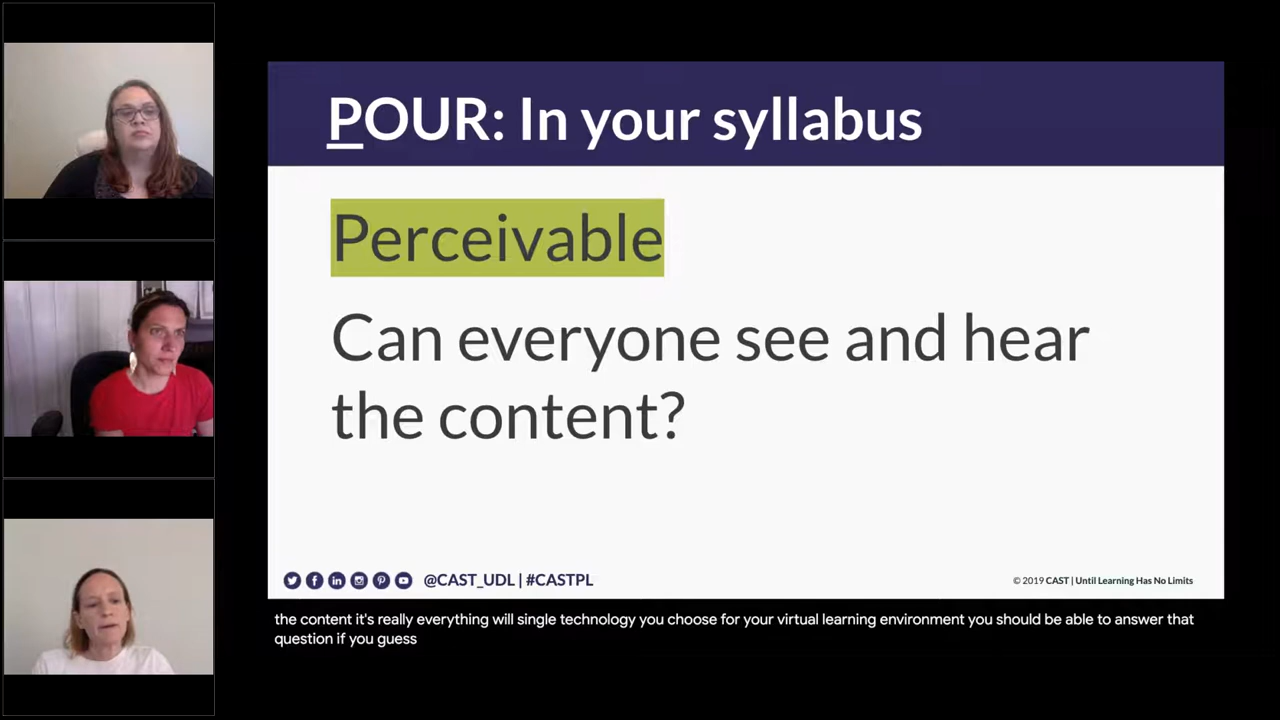 POUR: In your syllabus
Perceivable
Can everyone see and hear
the content?
@CAST_UDL | #CASTPL
© 2019 CAST | Until Learning Has No Limits
the content it's really everything will single technology you choose for your virtual learning environment you should be able to answer that
question if you guess